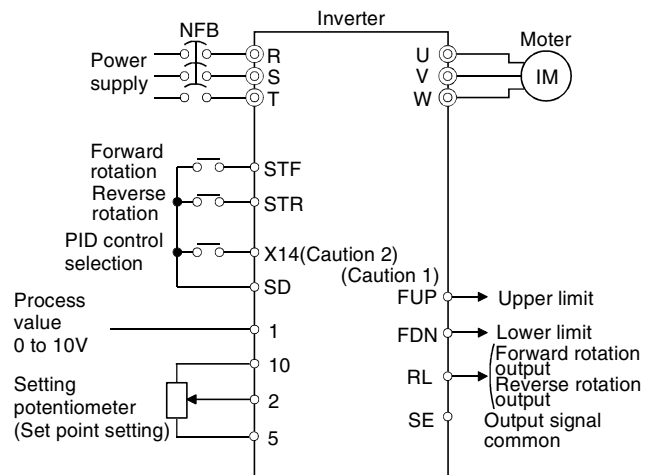 Inverter
NFB
Moter
Power
supply
R
S
T
U
V
W
IM
Forward
rotation
STF
Reverse
rotation
STR
PID control
selection
X14(Caution 2)
(Caution 1)
SD
FUP
Upper limit
Process
value
0 to 10V
1
FDN
Lower limit
Forward rotation
output
RL
Reverse rotation
output
10
Setting
potentiometer
(Set point setting)
2
5
SE
Output signal
common